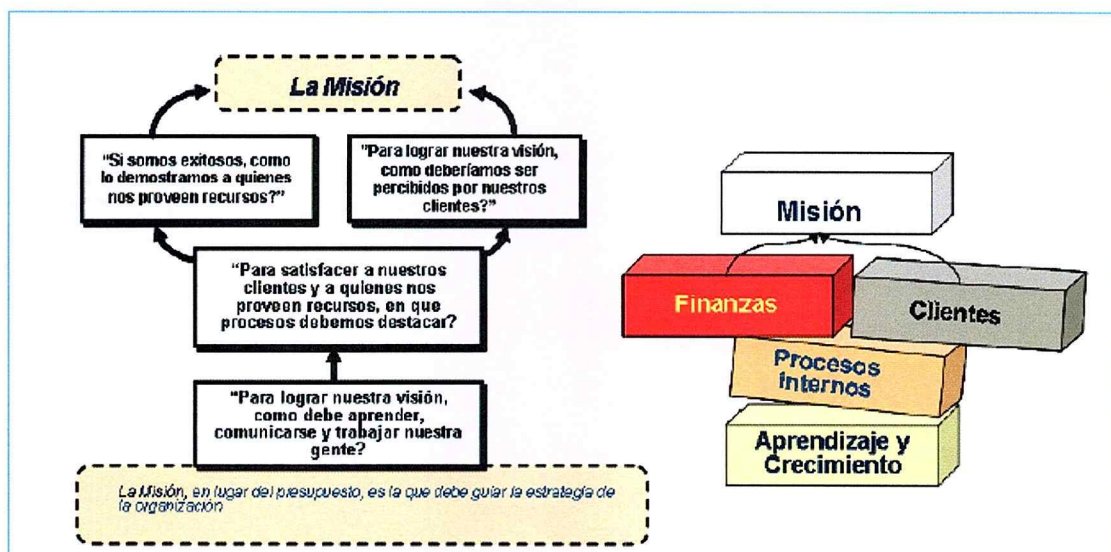 La Misión
"Si somos exitosos, como
lo demostramos a quienes
nos proveen recursos?"
"Para lograr nuestra visión,
como deberíamos ser
percibidos por nuestros
clientes?"
"Para satisfacer a nuestros
clientes y a quienes nos
proveen recursos, en que
procesos debemos destacar?
"Para lograr nuestra visión,
como debe aprender,
comunicarse y trabajar nuestra
gente?
La Misión, en lugar del presupuesto, es la que debe guiar la estrategia de
la organización
Misión
Finanzas
Clientes
Procesos
Internos
Aprendizaje y
Crecimiento